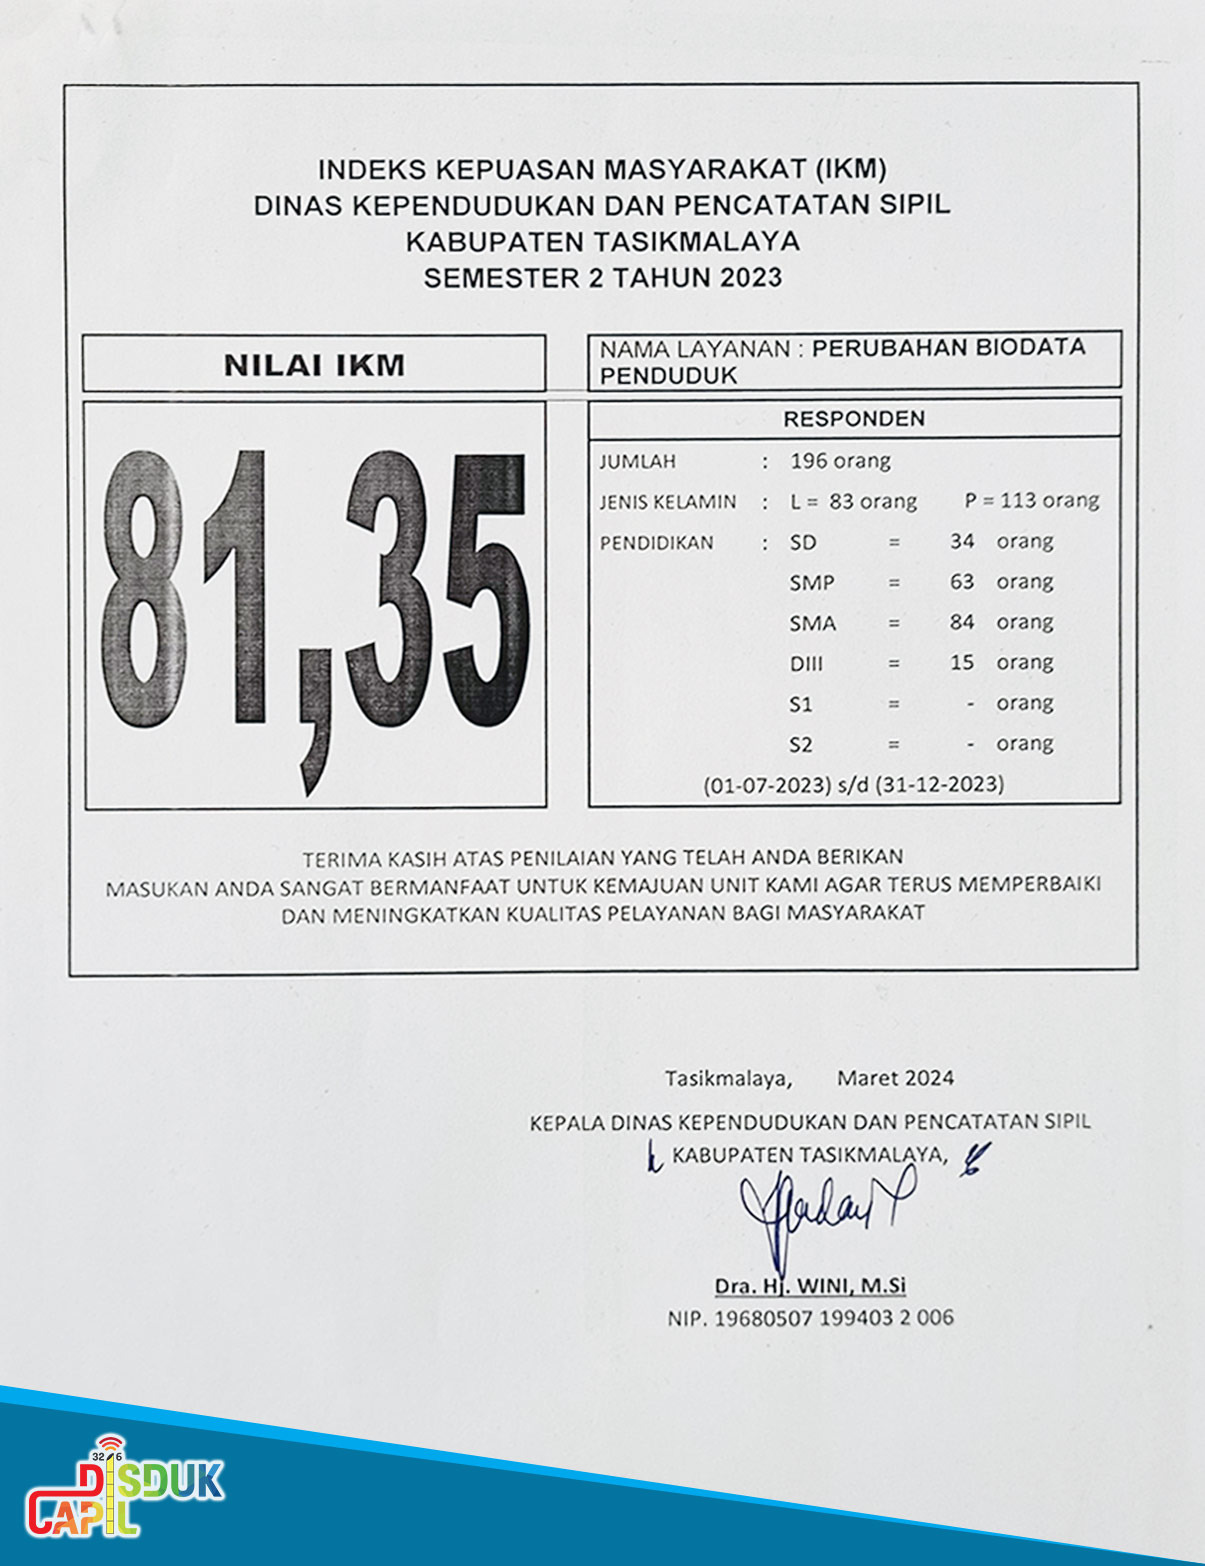 INDEKS KEPUASAN MASYARAKAT (IKM)
DINAS KEPENDUDUKAN DAN PENCATATAN SIPIL
KABUPATEN TASIKMALAYA
SEMESTER 2 TAHUN 2023
NILAI IKM
81,35
NAMA LAYANAN : PERUBAHAN BIODATA
PENDUDUK
RESPONDEN
JUMLAH : 196 orang
JENIS KELAMIN : L = 83 orang P = 113 orang
PENDIDIKAN : SD = 34 orang
SMP = 63 orang
SMA = 84 orang
DIII = 15 orang
S1 = - orang
S2 = - orang
(01-07-2023) s/d (31-12-2023)
TERIMA KASIH ATAS PENILAIAN YANG TELAH ANDA BERIKAN
MASUKAN ANDA SANGAT BERMANFAAT UNTUK KEMAJUAN UNIT KAMI AGAR TERUS MEMPERBAIKI
DAN MENINGKATKAN KUALITAS PELAYANAN BAGI MASYARAKAT
Tasikmalaya, Maret 2024
KEPALA DINAS KEPENDUDUKAN DAN PENCATATAN SIPIL
KABUPATEN TASIKMALAYA,
Dra. Hj. WINI, M.Si
NIP. 19680507 199403 2 006
DISDUK
CAPIL